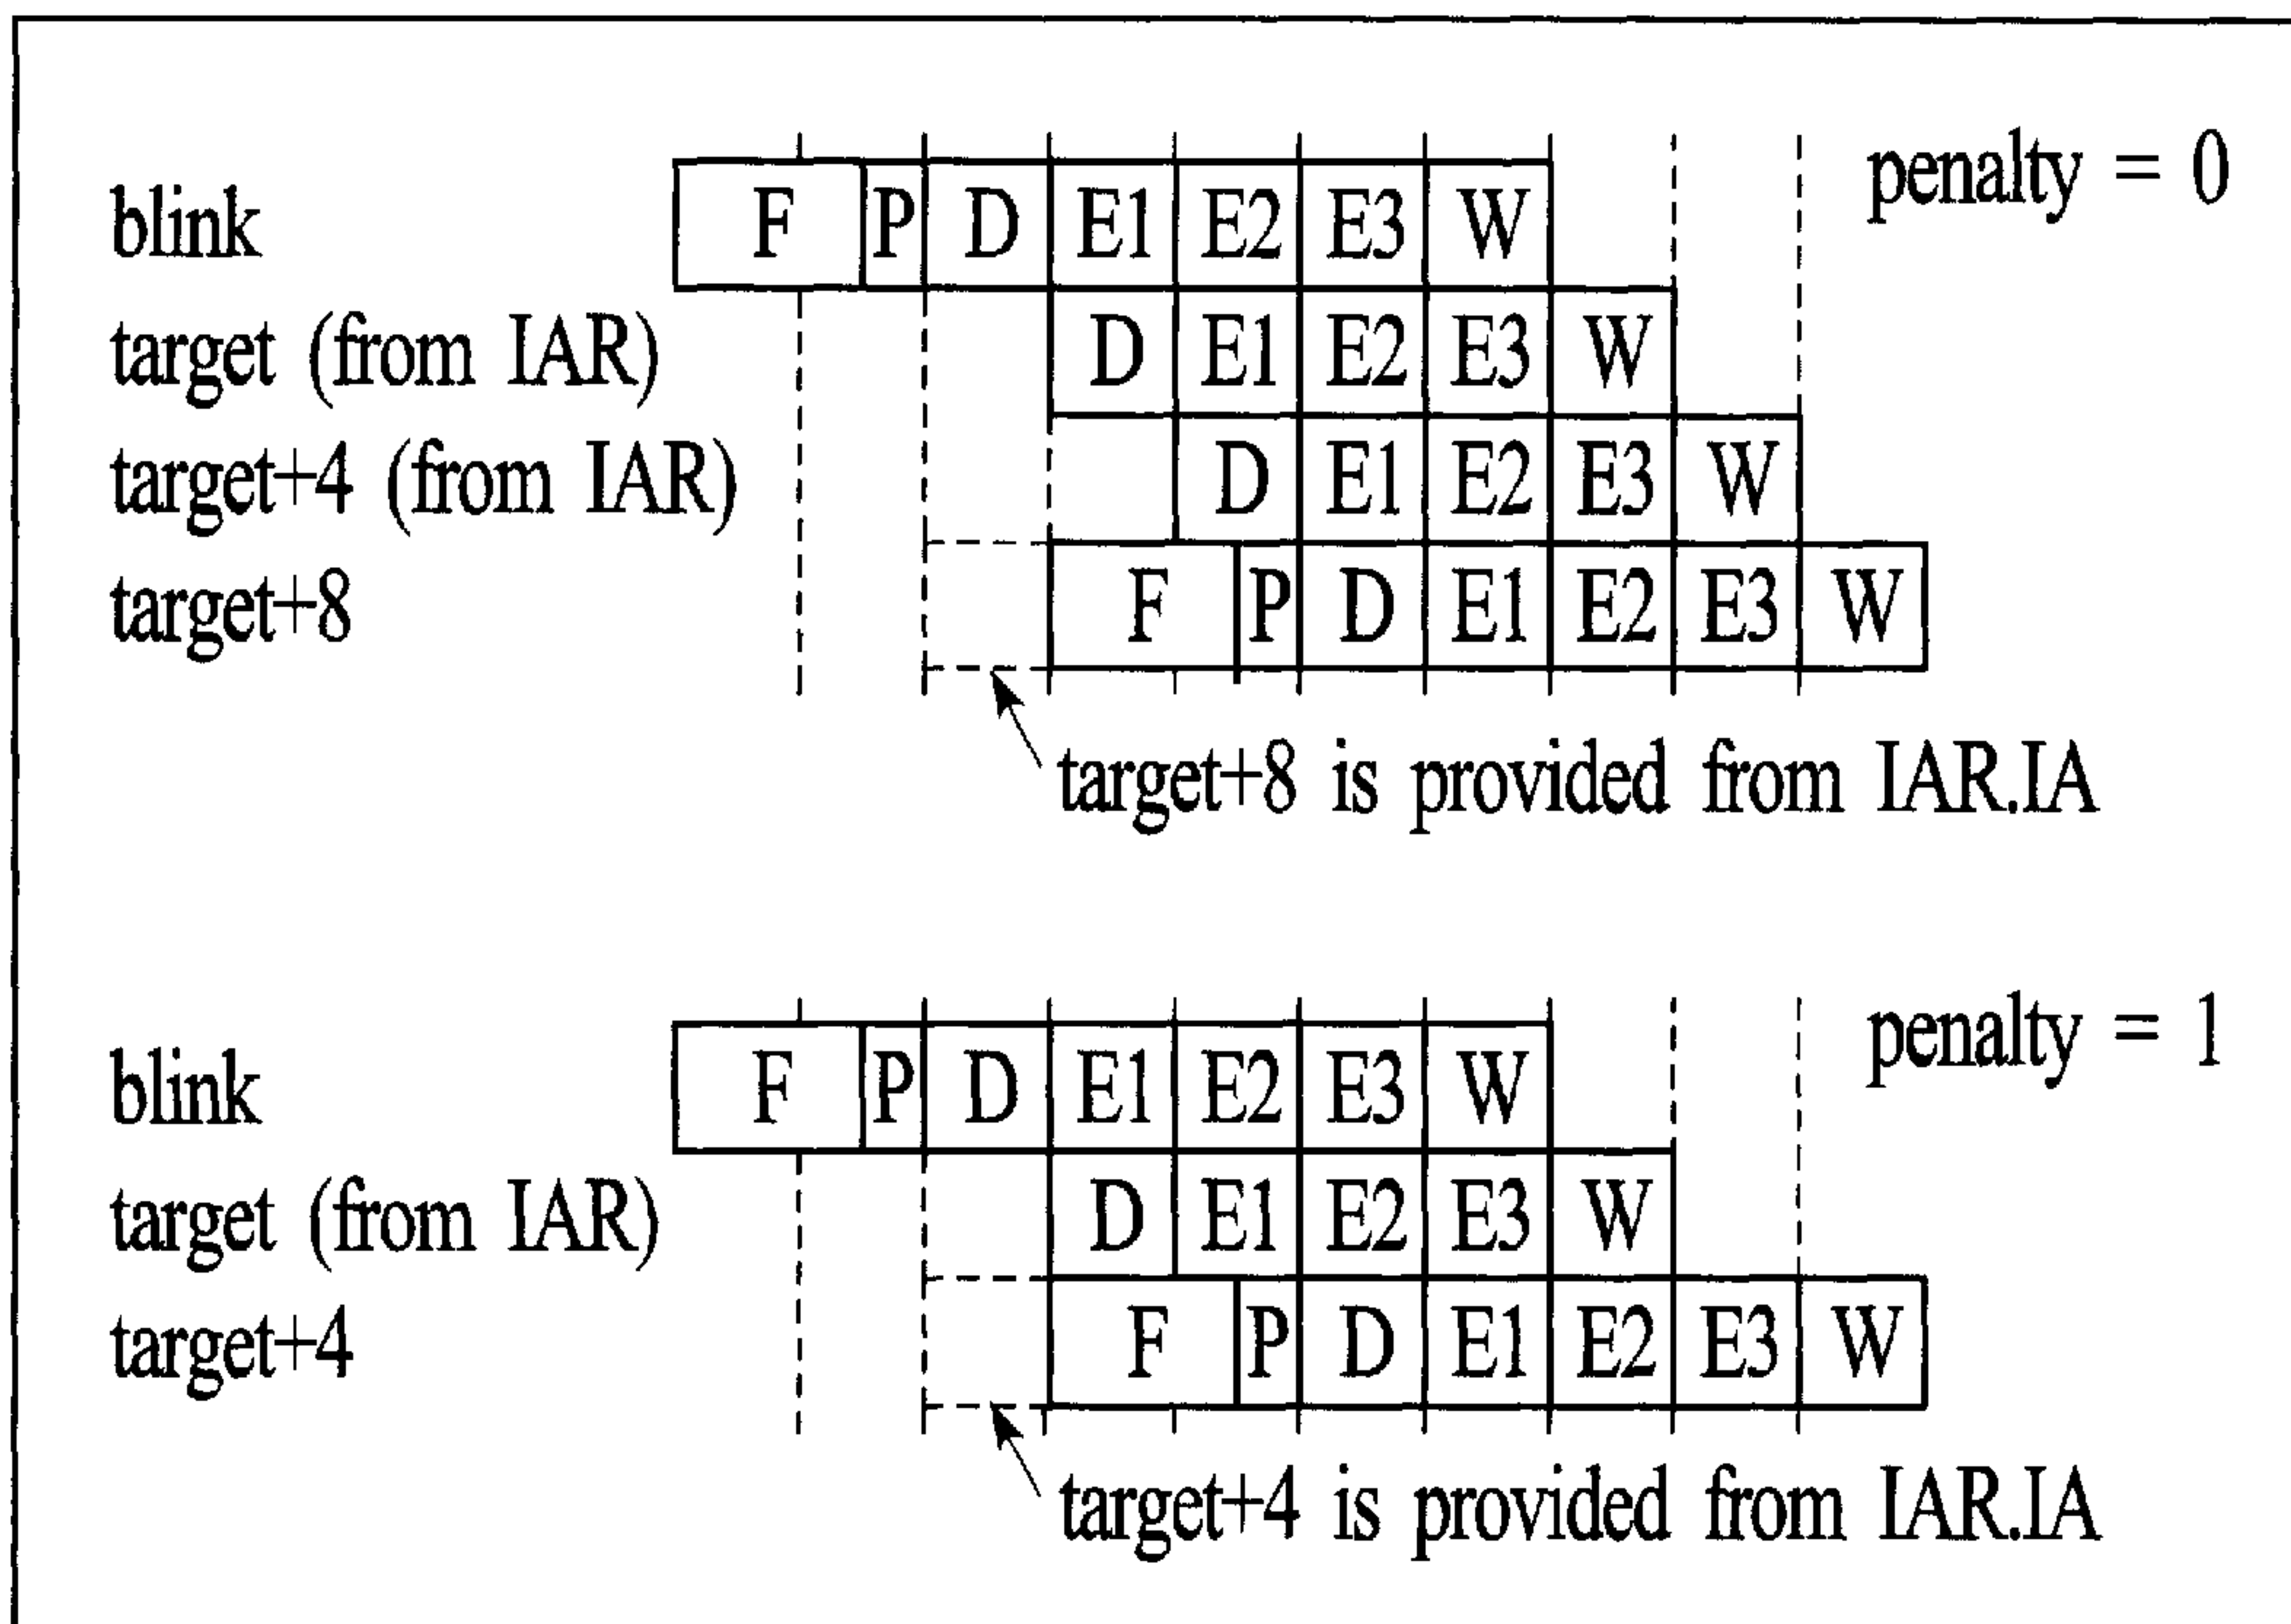 penalty = 0
blink F P D E1 E2 E3 W
target (from IAR) D E1 E2 E3 W
target+4 (from IAR) D E1 E2 E3 W
target+8 F P D E1 E2 E3 W
target+8 is provided from IAR.IA
penalty = 1
blink F P D E1 E2 E3 W
target (from IAR) D E1 E2 E3 W
target+4 F P D E1 E2 E3 W
target+4 is provided from IAR.IA